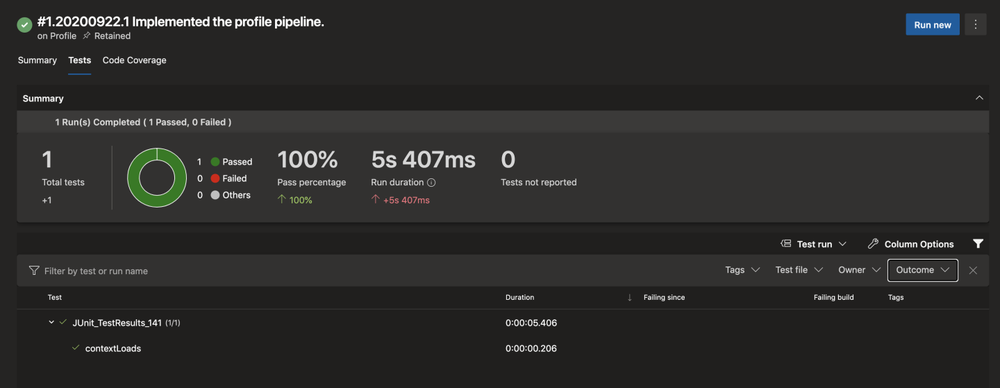 #1.20200922.1 Implemented the profile pipeline.
on Profile Retained
Run new
Summary Tests Code Coverage
Summary
1 Run(s) Completed ( 1 Passed, 0 Failed )
1
Total tests
+1
1 Passed
0 Failed
0 Others
100%
Pass percentage
100%
5s 407ms
Run duration
+5s 407ms
0
Tests not reported
Test run Column Options
Filter by test or run name Tags Test file Owner Outcome
Test Duration Failing since Failing build Tags
JUnit_TestResults_141 (1/1) 0:00:05.406
contextLoads 0:00:00.206